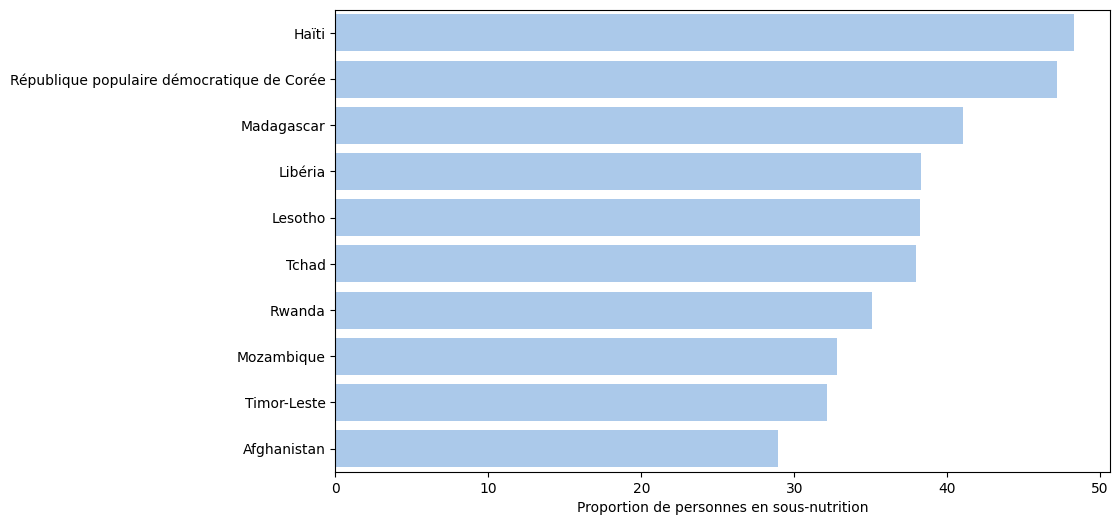 Haïti
République populaire démocratique de Corée
Madagascar
Libéria
Lesotho
Tchad
Rwanda
Mozambique
Timor-Leste
Afghanistan
0 10 20 30 40 50
Proportion de personnes en sous-nutrition